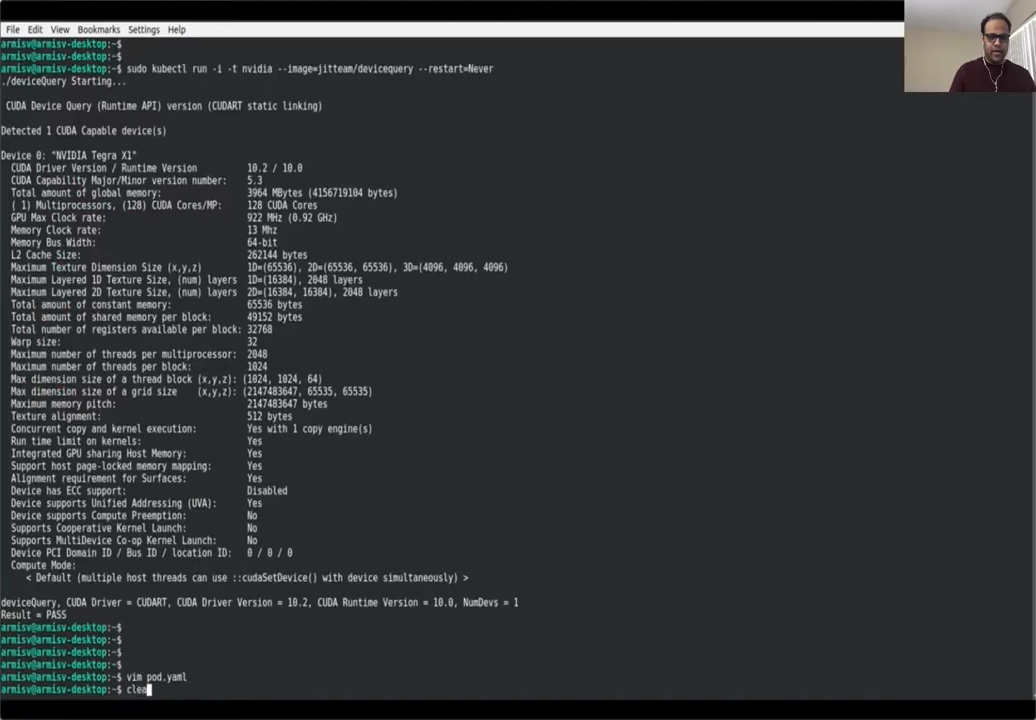 File Edit View Bookmarks Settings Help
armisv@armisv-desktop:~$
armisv@armisv-desktop:~$
armisv@armisv-desktop:~$ sudo kubectl run -i -t nvidia --image=jitteam/devicequery --restart=Never
./deviceQuery Starting...
CUDA Device Query (Runtime API) version (CUDART static linking)
Detected 1 CUDA Capable device(s)
Device 0: "NVIDIA Tegra X1"
CUDA Driver Version / Runtime Version 10.2 / 10.0
CUDA Capability Major/Minor version number: 5.3
Total amount of global memory: 3964 MBytes (4156719104 bytes)
( 1) Multiprocessors, (128) CUDA Cores/MP: 128 CUDA Cores
GPU Max Clock rate: 922 MHz (0.92 GHz)
Memory Clock rate: 13 Mhz
Memory Bus Width: 64-bit
L2 Cache Size: 262144 bytes
Maximum Texture Dimension Size (x,y,z) 1D=(65536), 2D=(65536, 65536), 3D=(4096, 4096, 4096)
Maximum Layered 1D Texture Size, (num) layers 1D=(16384), 2048 layers
Maximum Layered 2D Texture Size, (num) layers 2D=(16384, 16384), 2048 layers
Total amount of constant memory: 65536 bytes
Total amount of shared memory per block: 49152 bytes
Total number of registers available per block: 32768
Warp size: 32
Maximum number of threads per multiprocessor: 2048
Maximum number of threads per block: 1024
Max dimension size of a thread block (x,y,z): (1024, 1024, 64)
Max dimension size of a grid size (x,y,z): (2147483647, 65535, 65535)
Maximum memory pitch: 2147483647 bytes
Texture alignment: 512 bytes
Concurrent copy and kernel execution: Yes with 1 copy engine(s)
Run time limit on kernels: Yes
Integrated GPU sharing Host Memory: Yes
Support host page-locked memory mapping: Yes
Alignment requirement for Surfaces: Yes
Device has ECC support: Disabled
Device supports Unified Addressing (UVA): Yes
Device supports Compute Preemption: No
Supports Cooperative Kernel Launch: No
Supports MultiDevice Co-op Kernel Launch: No
Device PCI Domain ID / Bus ID / location ID: 0 / 0 / 0
Compute Mode:
< Default (multiple host threads can use ::cudaSetDevice() with device simultaneously) >
deviceQuery, CUDA Driver = CUDART, CUDA Driver Version = 10.2, CUDA Runtime Version = 10.0, NumDevs = 1
Result = PASS
armisv@armisv-desktop:~$
armisv@armisv-desktop:~$
armisv@armisv-desktop:~$
armisv@armisv-desktop:~$
armisv@armisv-desktop:~$ vim pod.yaml
armisv@armisv-desktop:~$ clea